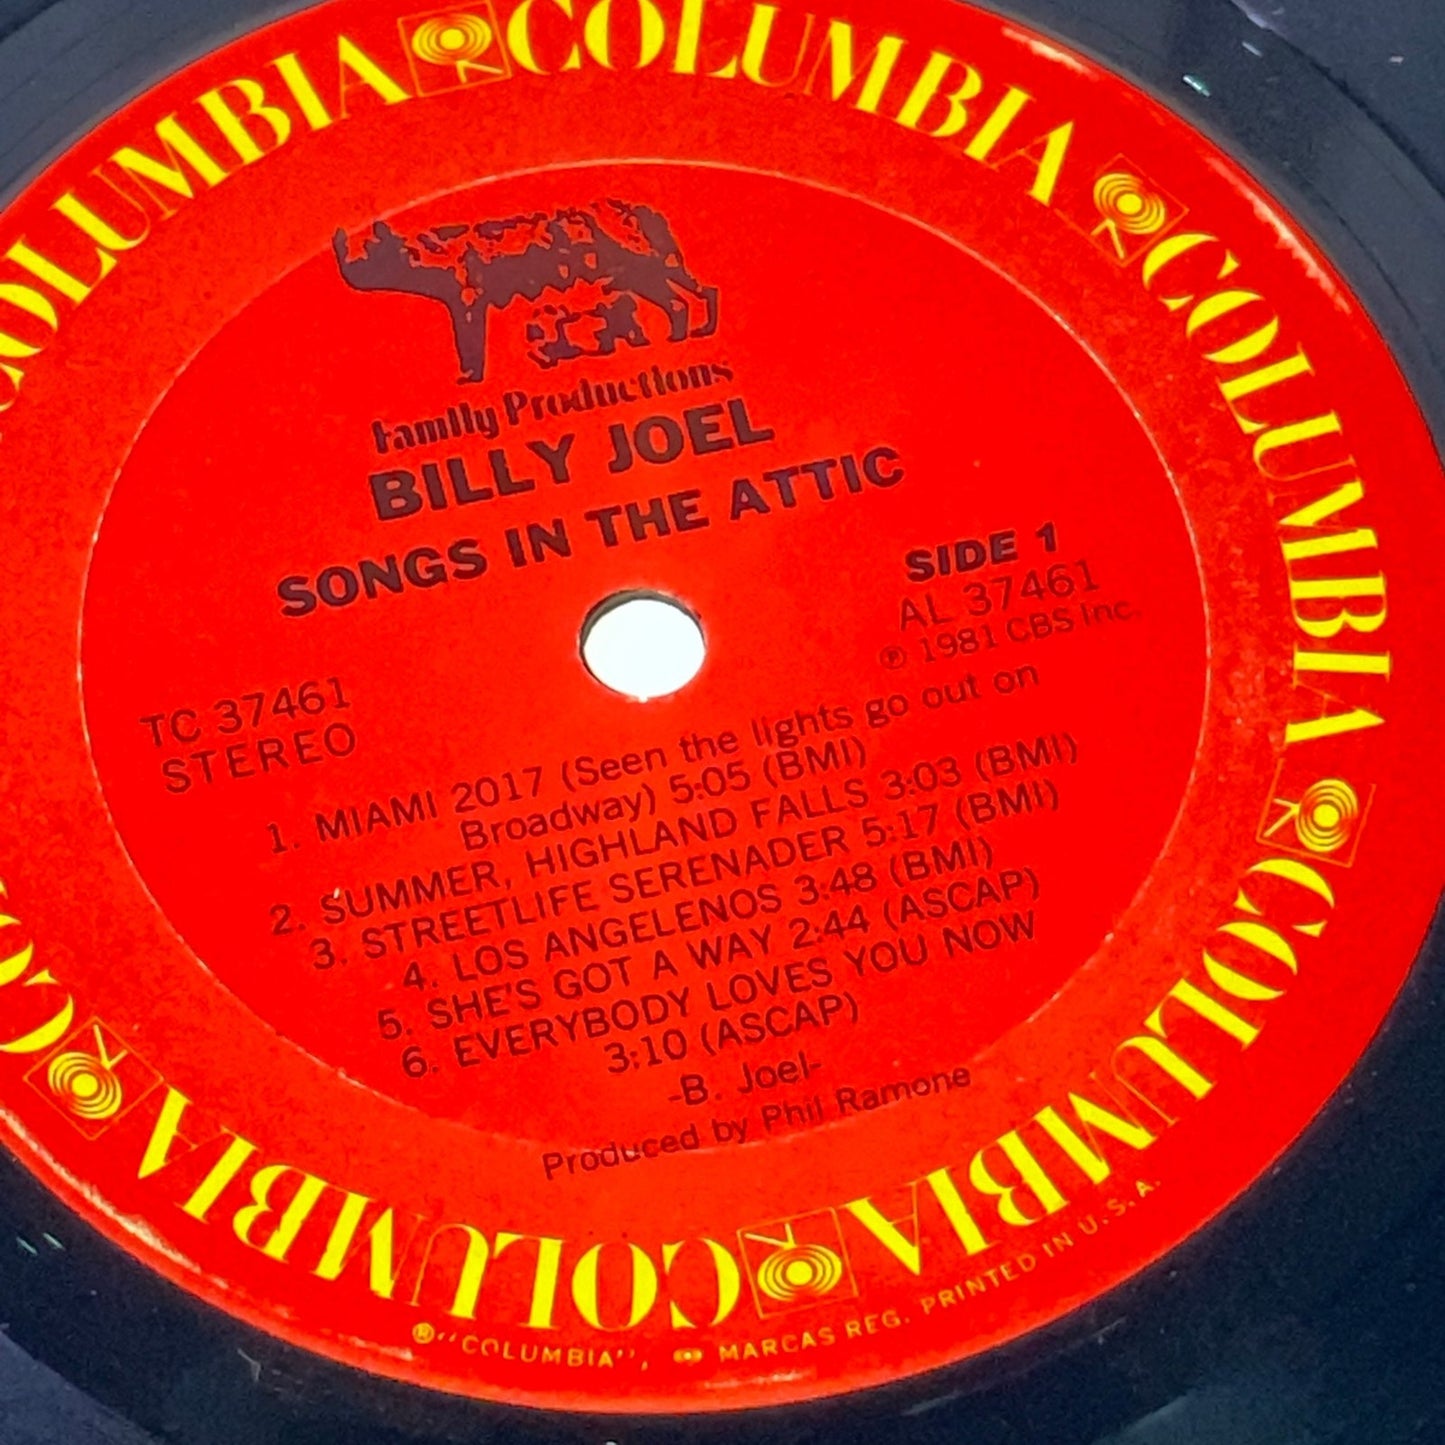 COLUMBIA COLUMBIA COLUMBIA COLUMBIA COLUMBIA COLUMBIA
Family Productions
BILLY JOEL
SONGS IN THE ATTIC
SIDE 1
AL 37461
℗ 1981 CBS Inc.
TC 37461
STEREO
1. MIAMI 2017 (Seen the lights go out on
Broadway) 5:05 (BMI)
2. SUMMER, HIGHLAND FALLS 3:03 (BMI)
3. STREETLIFE SERENADER 5:17 (BMI)
4. LOS ANGELENOS 3:48 (BMI)
5. SHE'S GOT A WAY 2:44 (ASCAP)
6. EVERYBODY LOVES YOU NOW
3:10 (ASCAP)
-B. Joel-
Produced by Phil Ramone
® "COLUMBIA", MARCAS REG. PRINTED IN U.S.A.